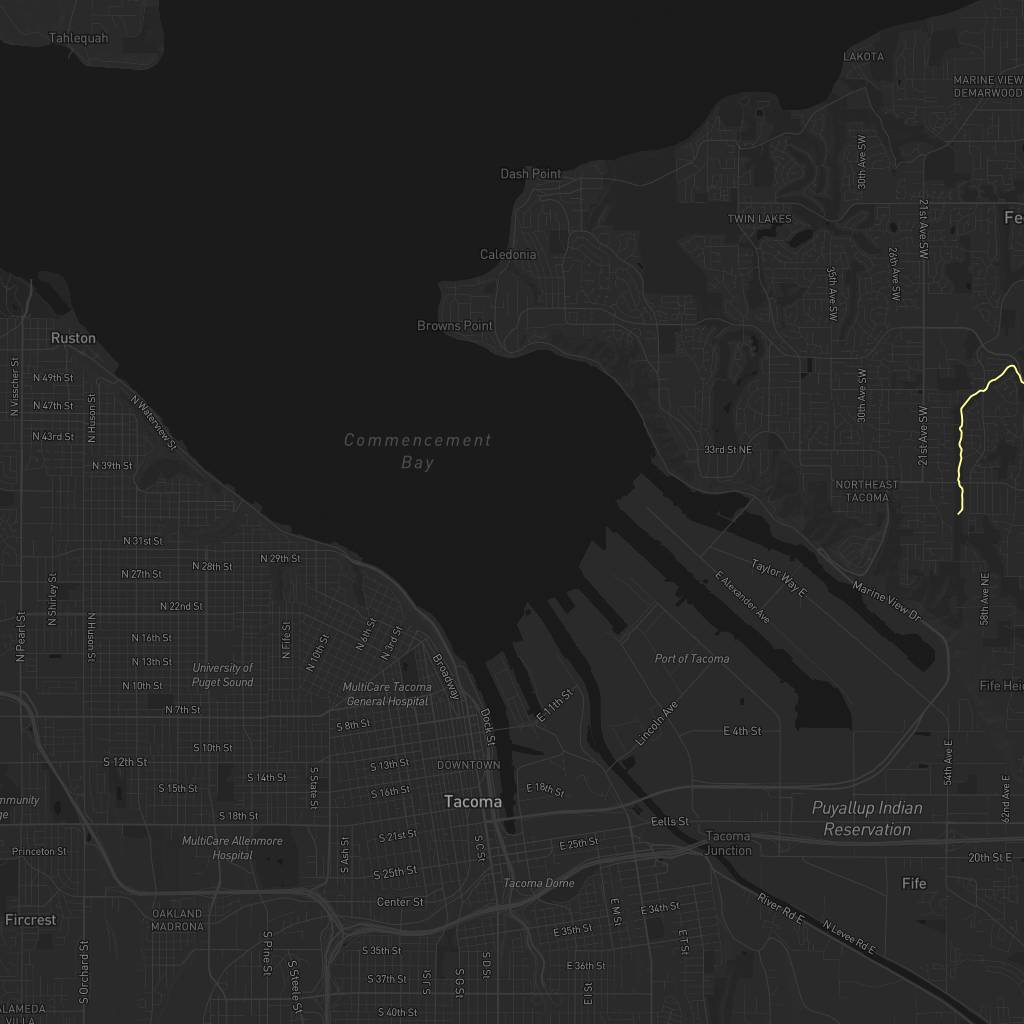 Tahlequah
LAKOTA
MARINE VIEW
DEMARWOOD
Dash Point
30th Ave SW
21st Ave SW
TWIN LAKES
Caledonia
26th Ave SW
35th Ave SW
Browns Point
Ruston
N Visscher St
N 49th St
N 47th St
N Huson St
N Waterview St
N 43rd St
N 39th St
30th Ave SW
21st Ave SW
Commencement
Bay
33rd St NE
NORTHEAST
TACOMA
N 31st St
N 29th St
N 28th St
N 27th St
N Shirley St
N 22nd St
Taylor Way E
E Alexander Ave
Marine View Dr
58th Ave NE
N Pearl St
N Huson St
N 16th St
N Fife St
N 10th St
N 6th St
N 3rd St
N 13th St
N 10th St
University of
Puget Sound
MultiCare Tacoma
General Hospital
Broadway
Port of Tacoma
N 7th St
S 8th St
Dock St
E 11th St
Lincoln Ave
E 4th St
S 10th St
S 12th St
S 13th St
DOWNTOWN
S 14th St
S 15th St
S State St
S 16th St
E 18th St
Tacoma
54th Ave E
62nd Ave E
Puyallup Indian
Reservation
S 18th St
Eells St
S 21st St
MultiCare Allenmore
Hospital
Princeton St
S Ash St
S C St
E 25th St
Tacoma
Junction
20th St E
S 25th St
Tacoma Dome
Fife
Center St
Fircrest
OAKLAND
MADRONA
E M St
E 34th St
River Rd E
N Levee Rd E
E 35th St
E T St
S Orchard St
S Pine St
S Steele St
S 35th St
S 37th St
S J St
S G St
S D St
E 36th St
E I St
S 40th St